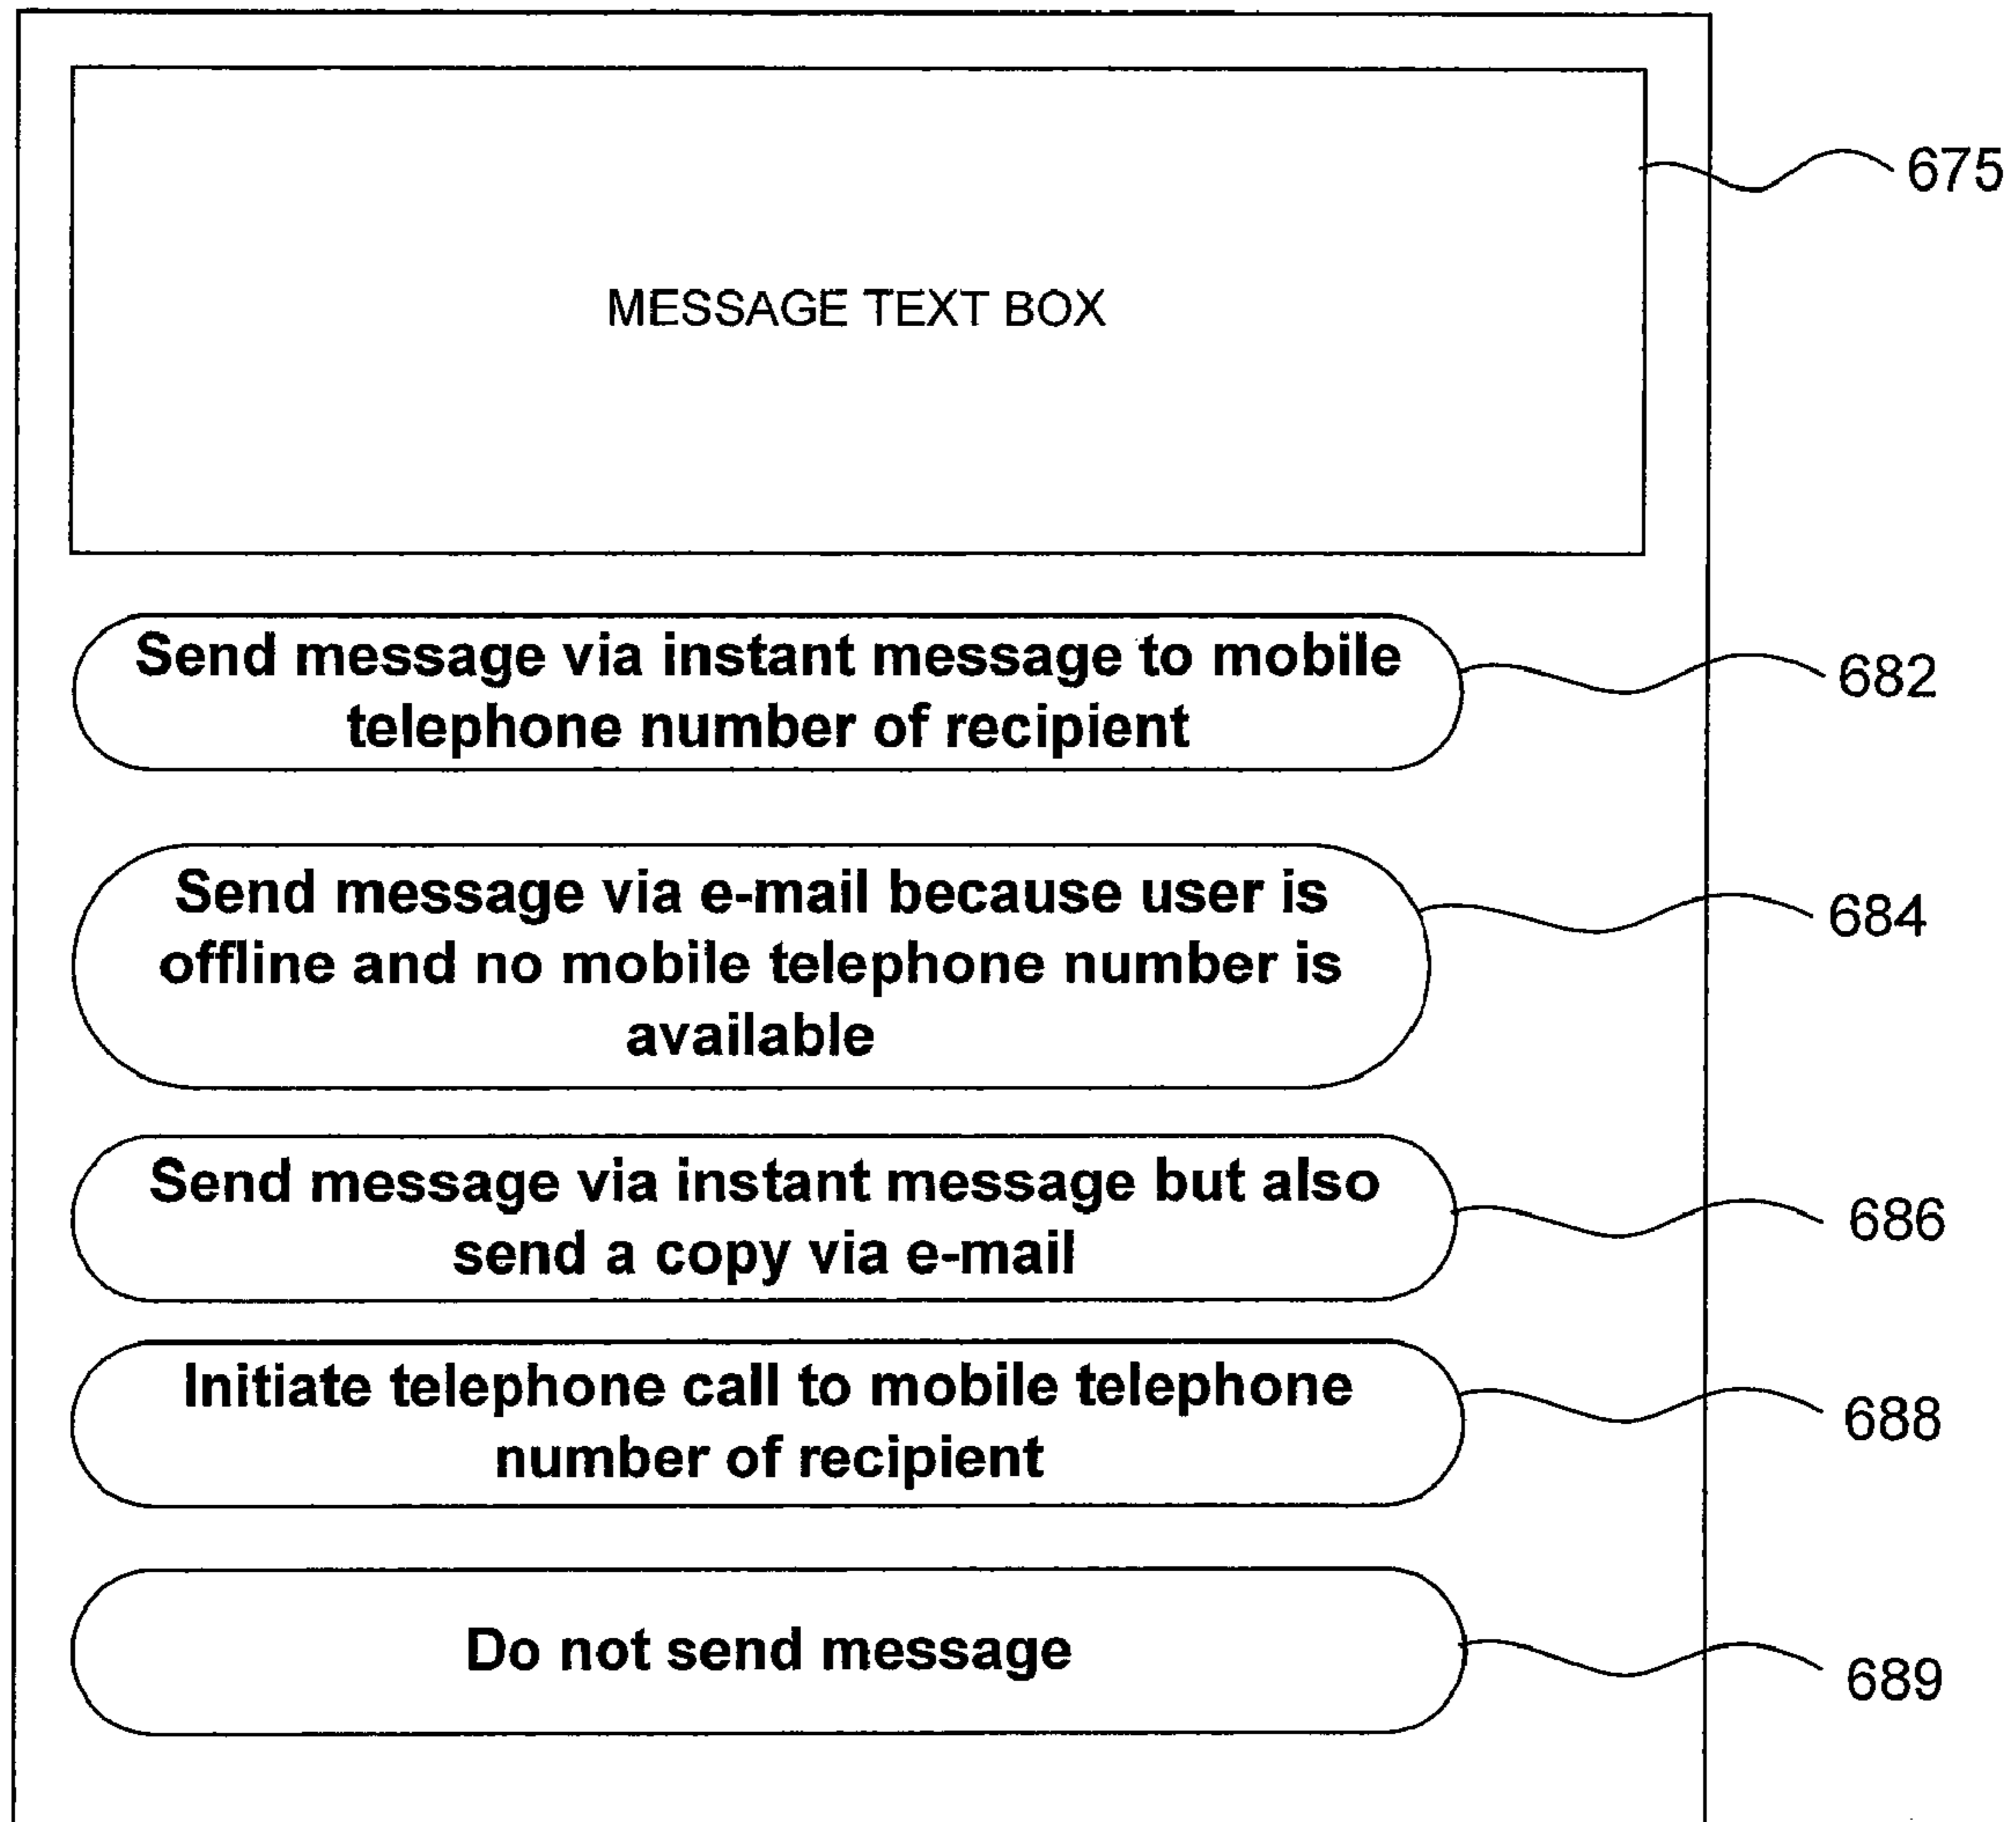 675
MESSAGE TEXT BOX
Send message via instant message to mobile
telephone number of recipient
682
Send message via e-mail because user is
offline and no mobile telephone number is
available
684
Send message via instant message but also
send a copy via e-mail
686
Initiate telephone call to mobile telephone
number of recipient
688
Do not send message
689